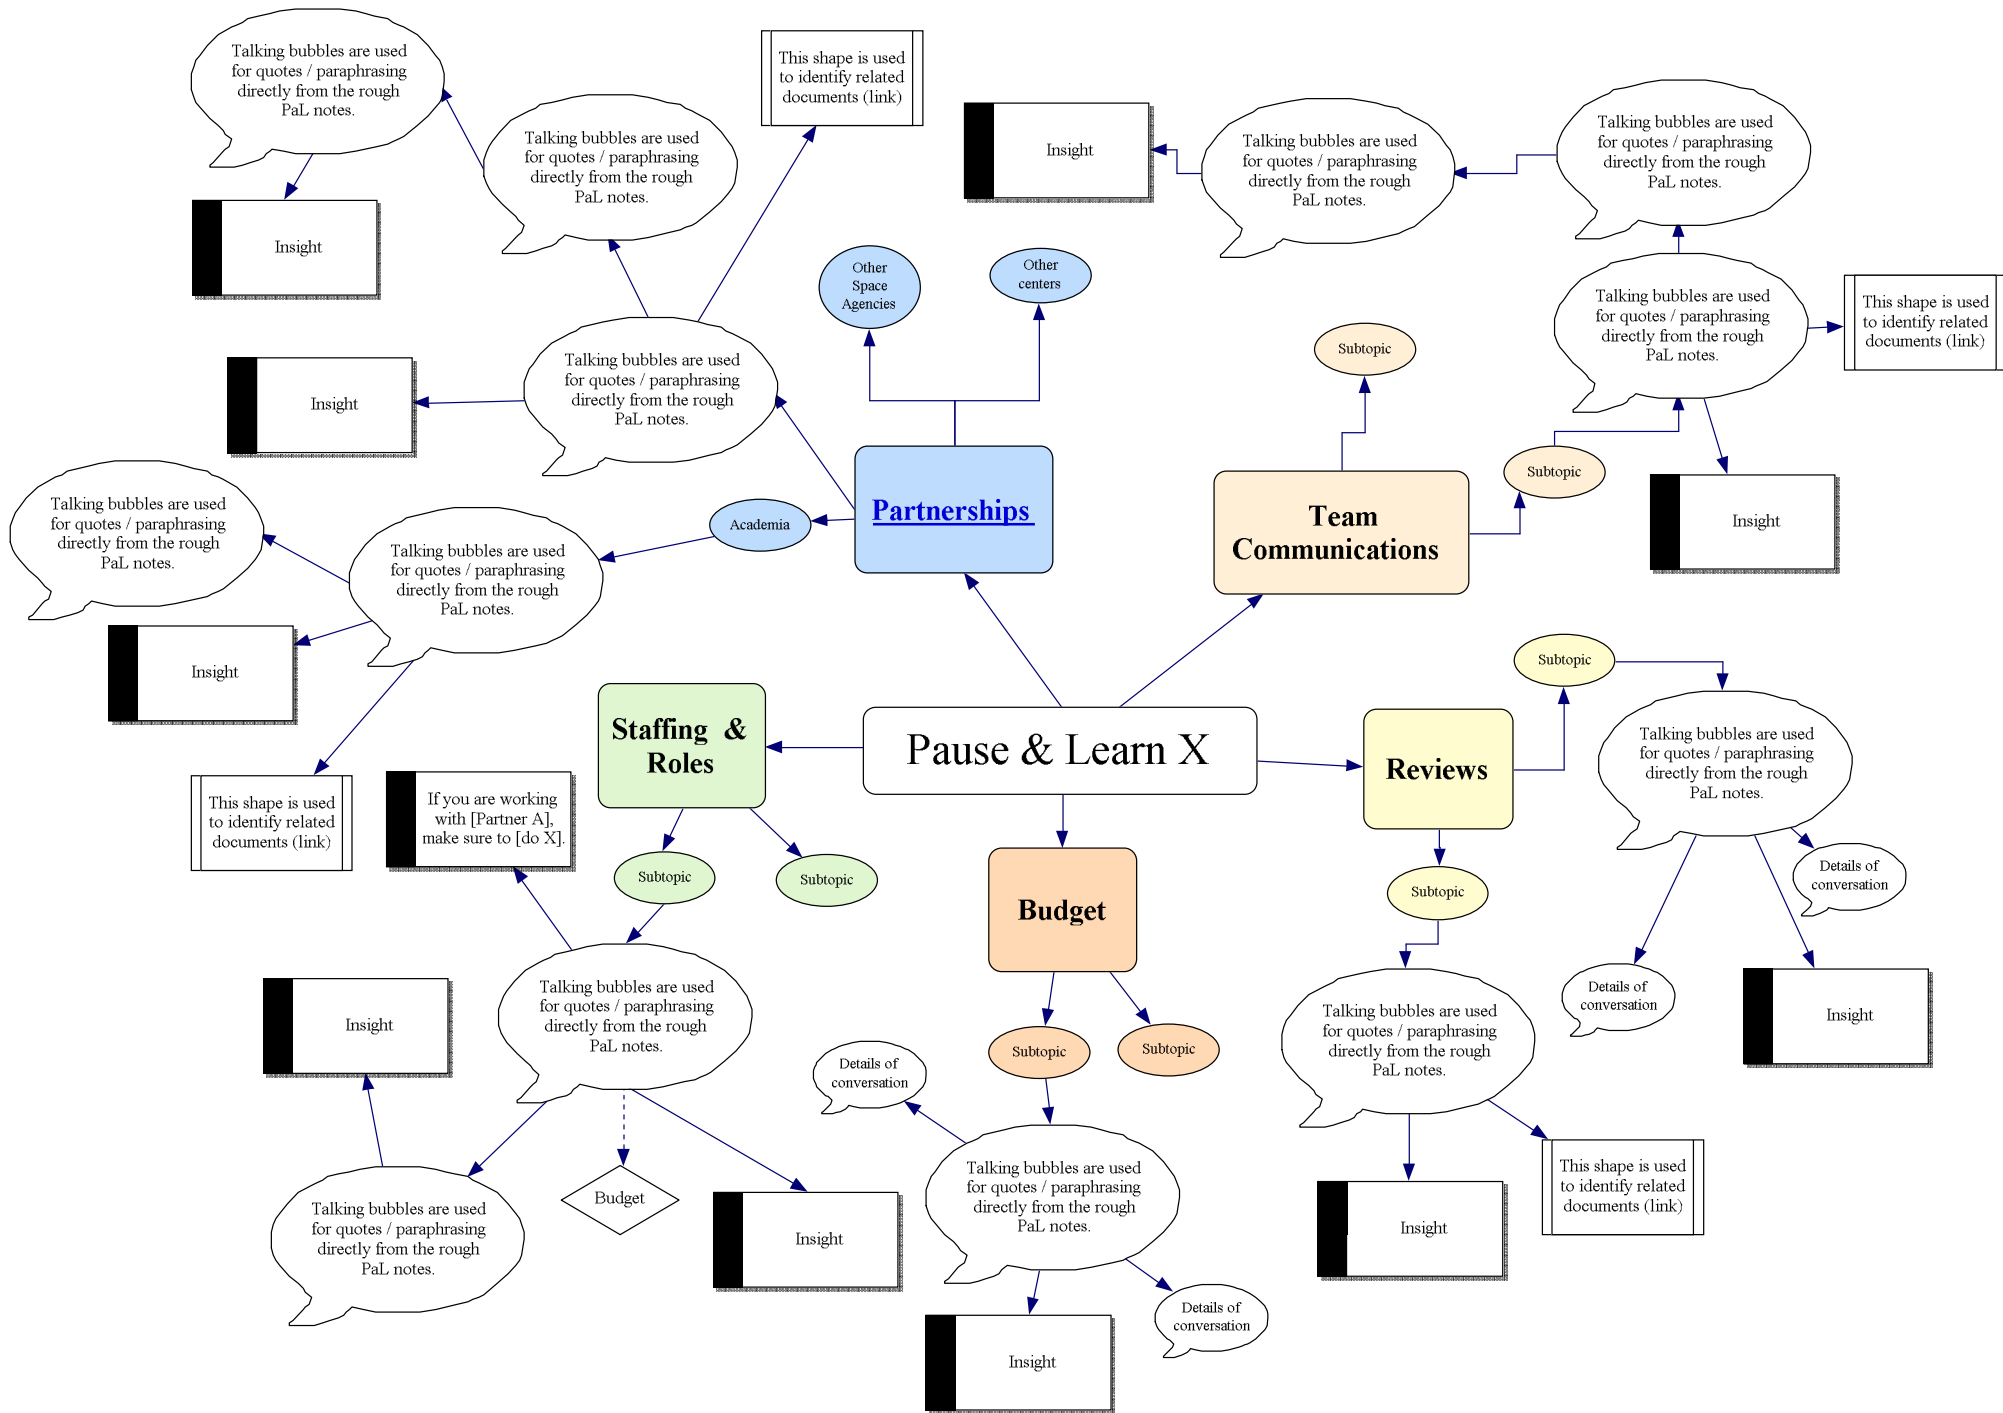 Talking bubbles are used
for quotes / paraphrasing
directly from the rough
PaL notes.
This shape is used
to identify related
documents (link)
Talking bubbles are used
for quotes / paraphrasing
directly from the rough
PaL notes.
Insight
Talking bubbles are used
for quotes / paraphrasing
directly from the rough
PaL notes.
Talking bubbles are used
for quotes / paraphrasing
directly from the rough
PaL notes.
Insight
Other
Space
Agencies
Other
centers
Talking bubbles are used
for quotes / paraphrasing
directly from the rough
PaL notes.
This shape is used
to identify related
documents (link)
Subtopic
Talking bubbles are used
for quotes / paraphrasing
directly from the rough
PaL notes.
Insight
Subtopic
Insight
Partnerships
Team
Communications
Academia
Talking bubbles are used
for quotes / paraphrasing
directly from the rough
PaL notes.
Talking bubbles are used
for quotes / paraphrasing
directly from the rough
PaL notes.
Insight
Subtopic
Staffing & 
Roles
Pause & Learn X
Reviews
Talking bubbles are used
for quotes / paraphrasing
directly from the rough
PaL notes.
This shape is used
to identify related
documents (link)
If you are working
with [Partner A],
make sure to [do X].
Subtopic
Subtopic
Budget
Subtopic
Details of
conversation
Insight
Talking bubbles are used
for quotes / paraphrasing
directly from the rough
PaL notes.
Details of
conversation
Insight
Subtopic
Subtopic
Details of
conversation
Talking bubbles are used
for quotes / paraphrasing
directly from the rough
PaL notes.
Talking bubbles are used
for quotes / paraphrasing
directly from the rough
PaL notes.
This shape is used
to identify related
documents (link)
Budget
Insight
Talking bubbles are used
for quotes / paraphrasing
directly from the rough
PaL notes.
Insight
Details of
conversation
Insight